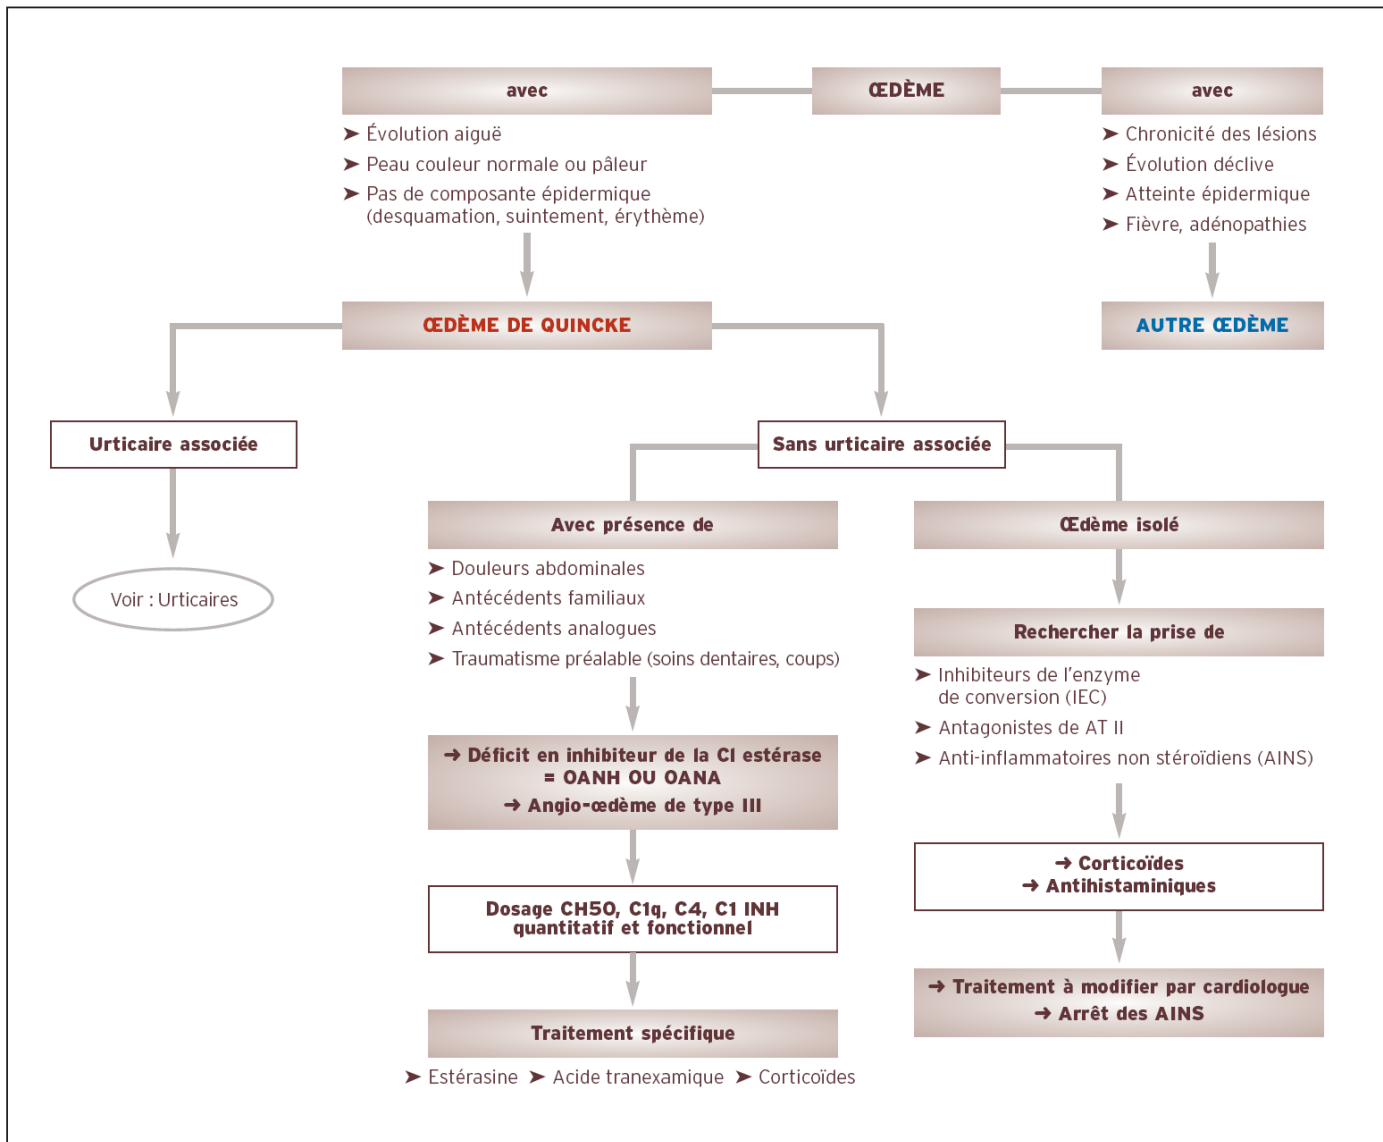 avec
ŒDÈME
avec
➤ Évolution aiguë
➤ Peau couleur normale ou pâleur
➤ Pas de composante épidermique
(desquamation, suintement, érythème)
➤ Chronicité des lésions
➤ Évolution déclive
➤ Atteinte épidermique
➤ Fièvre, adénopathies
ŒDÈME DE QUINCKE
AUTRE ŒDÈME
Urticaire associée
Sans urticaire associée
Voir : Urticaires
Avec présence de
➤ Douleurs abdominales
➤ Antécédents familiaux
➤ Antécédents analogues
➤ Traumatisme préalable (soins dentaires, coups)
➔ Déficit en inhibiteur de la C1 estérase
= OANH OU OANA
➔ Angio-œdème de type III
Dosage CH50, C1q, C4, C1 INH
quantitatif et fonctionnel
Traitement spécifique
➤ Estérasine ➤ Acide tranexamique ➤ Corticoïdes
Œdème isolé
Rechercher la prise de
➤ Inhibiteurs de l'enzyme
de conversion (IEC)
➤ Antagonistes de AT II
➤ Anti-inflammatoires non stéroïdiens (AINS)
➔ Corticoïdes
➔ Antihistaminiques
➔ Traitement à modifier par cardiologue
➔ Arrêt des AINS